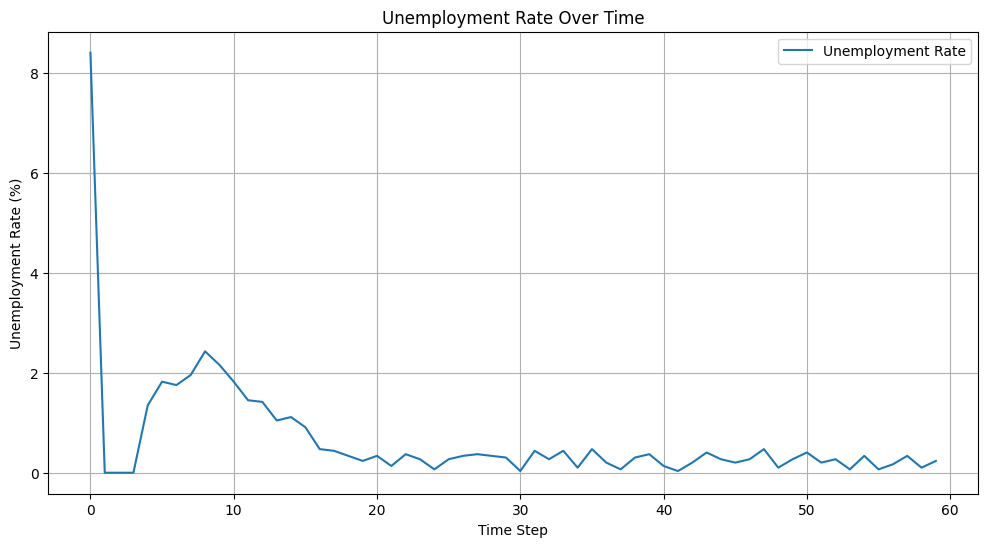 Unemployment Rate Over Time
Unemployment Rate
Unemployment Rate (%)
8
6
4
2
0
0 10 20 30 40 50 60
Time Step